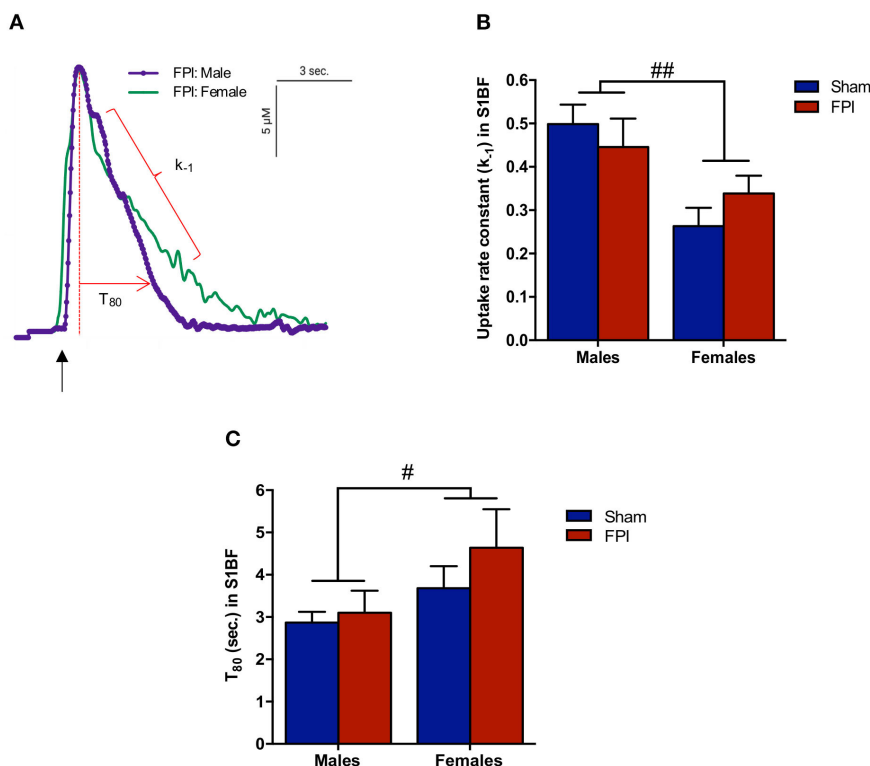 A
FPI: Male
FPI: Female
3 sec.
5 µM
k-1
T80
B
##
Sham
FPI
Uptake rate constant (k-1) in S1BF
0.6
0.5
0.4
0.3
0.2
0.1
0.0
Males
Females
C
#
Sham
FPI
T80 (sec.) in S1BF
6
5
4
3
2
1
0
Males
Females